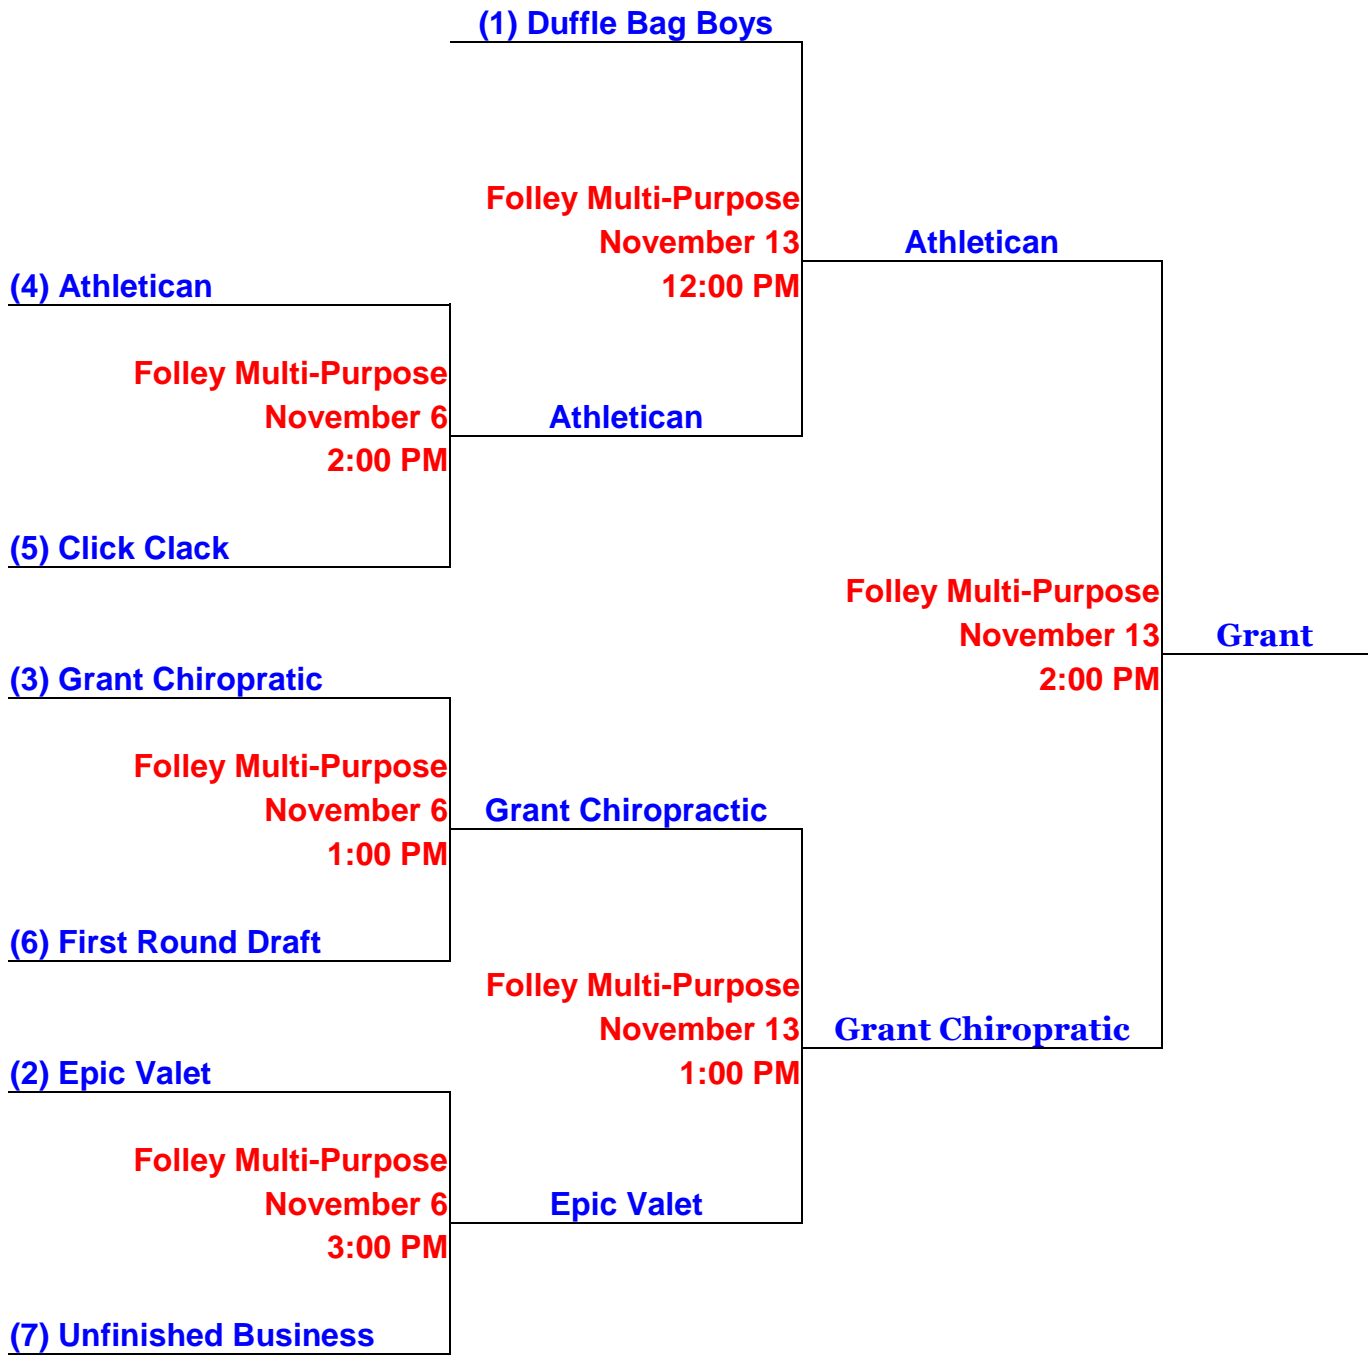 (1) Duffle Bag Boys
Folley Multi-Purpose
November 13
12:00 PM
Athletican
(4) Athletican
Folley Multi-Purpose
November 6
2:00 PM
Athletican
(5) Click Clack
Folley Multi-Purpose
November 13
2:00 PM
Grant
(3) Grant Chiropratic
Folley Multi-Purpose
November 6
1:00 PM
Grant Chiropractic
(6) First Round Draft
Folley Multi-Purpose
November 13
1:00 PM
Grant Chiropratic
(2) Epic Valet
Folley Multi-Purpose
November 6
3:00 PM
Epic Valet
(7) Unfinished Business